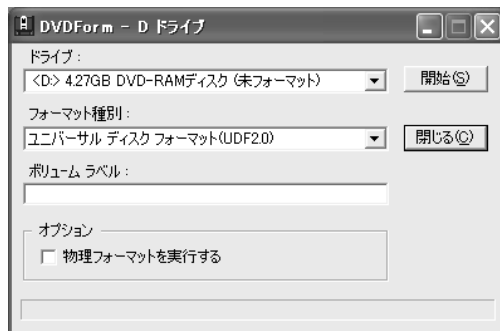 DVDForm - D ドライブ
ドライブ：
<D:> 4.27GB DVD-RAMディスク (未フォーマット)
開始(S)
フォーマット種別：
ユニバーサル ディスク フォーマット(UDF2.0)
閉じる(C)
ボリューム ラベル：
オプション
物理フォーマットを実行する